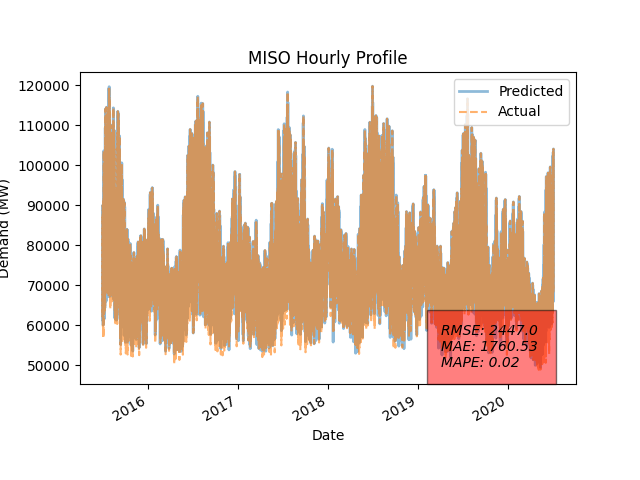 MISO Hourly Profile
120000
110000
100000
90000
80000
70000
60000
50000
Demand (MW)
Predicted
Actual
RMSE: 2447.0
MAE: 1760.53
MAPE: 0.02
2016
2017
2018
2019
2020
Date